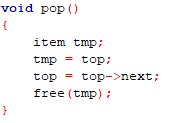 void pop()
{
    item tmp;
    tmp = top;
    top = top->next;
    free(tmp);
}